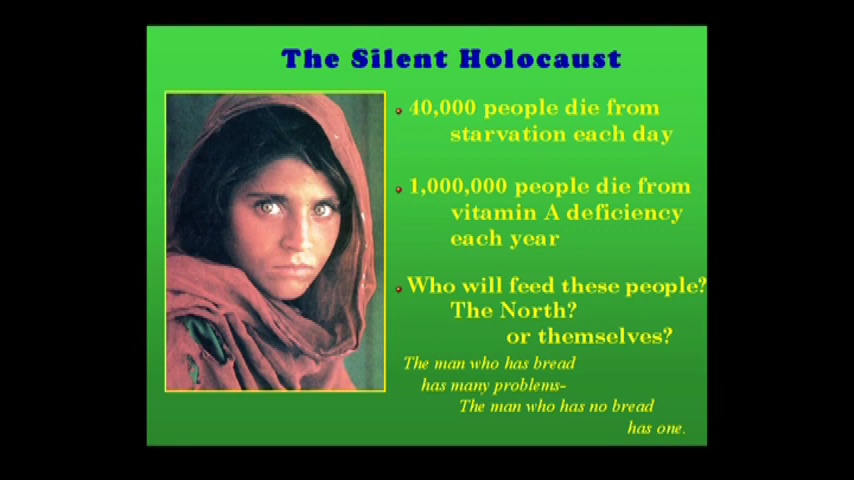 The Silent Holocaust
40,000 people die from
starvation each day
1,000,000 people die from
vitamin A deficiency
each year
Who will feed these people?
The North?
or themselves?
The man who has bread
has many problems-
The man who has no bread
has one.